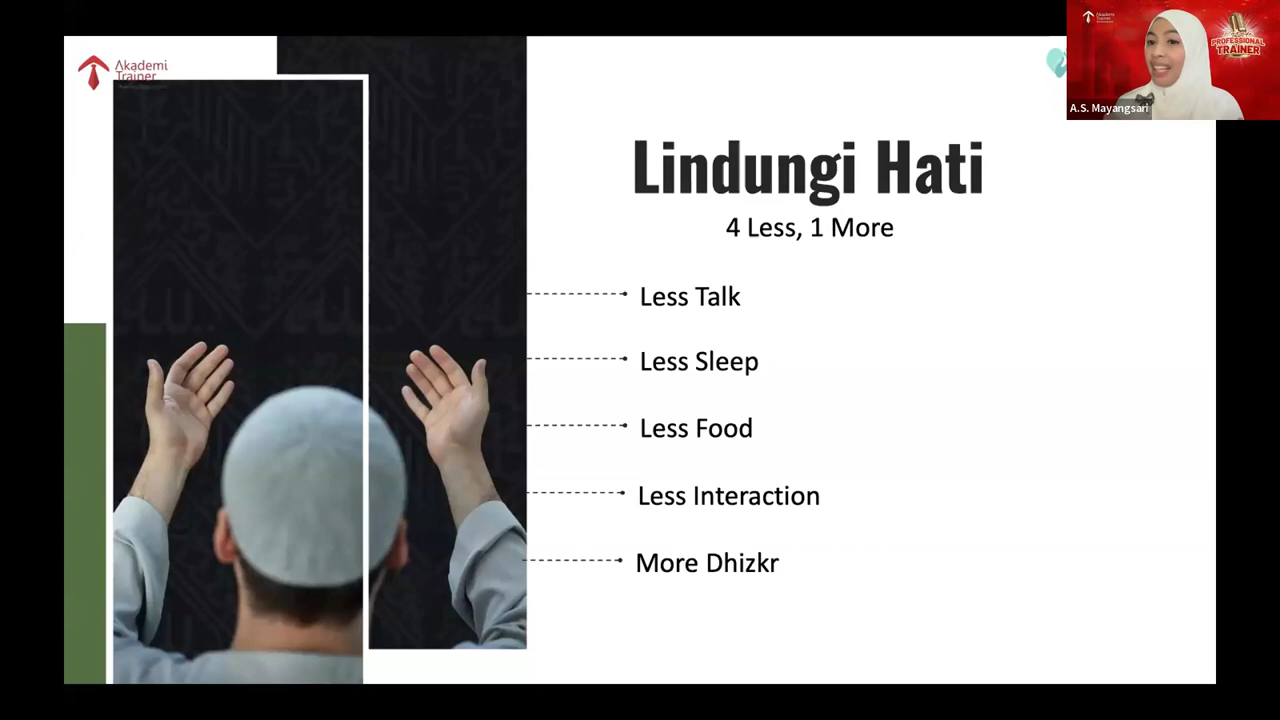 Akademi
Trainer
Lindungi Hati
4 Less, 1 More
Less Talk
Less Sleep
Less Food
Less Interaction
More Dhizkr
Akademi
Trainer
PROFESSIONAL
TRAINER
A.S. Mayangsari